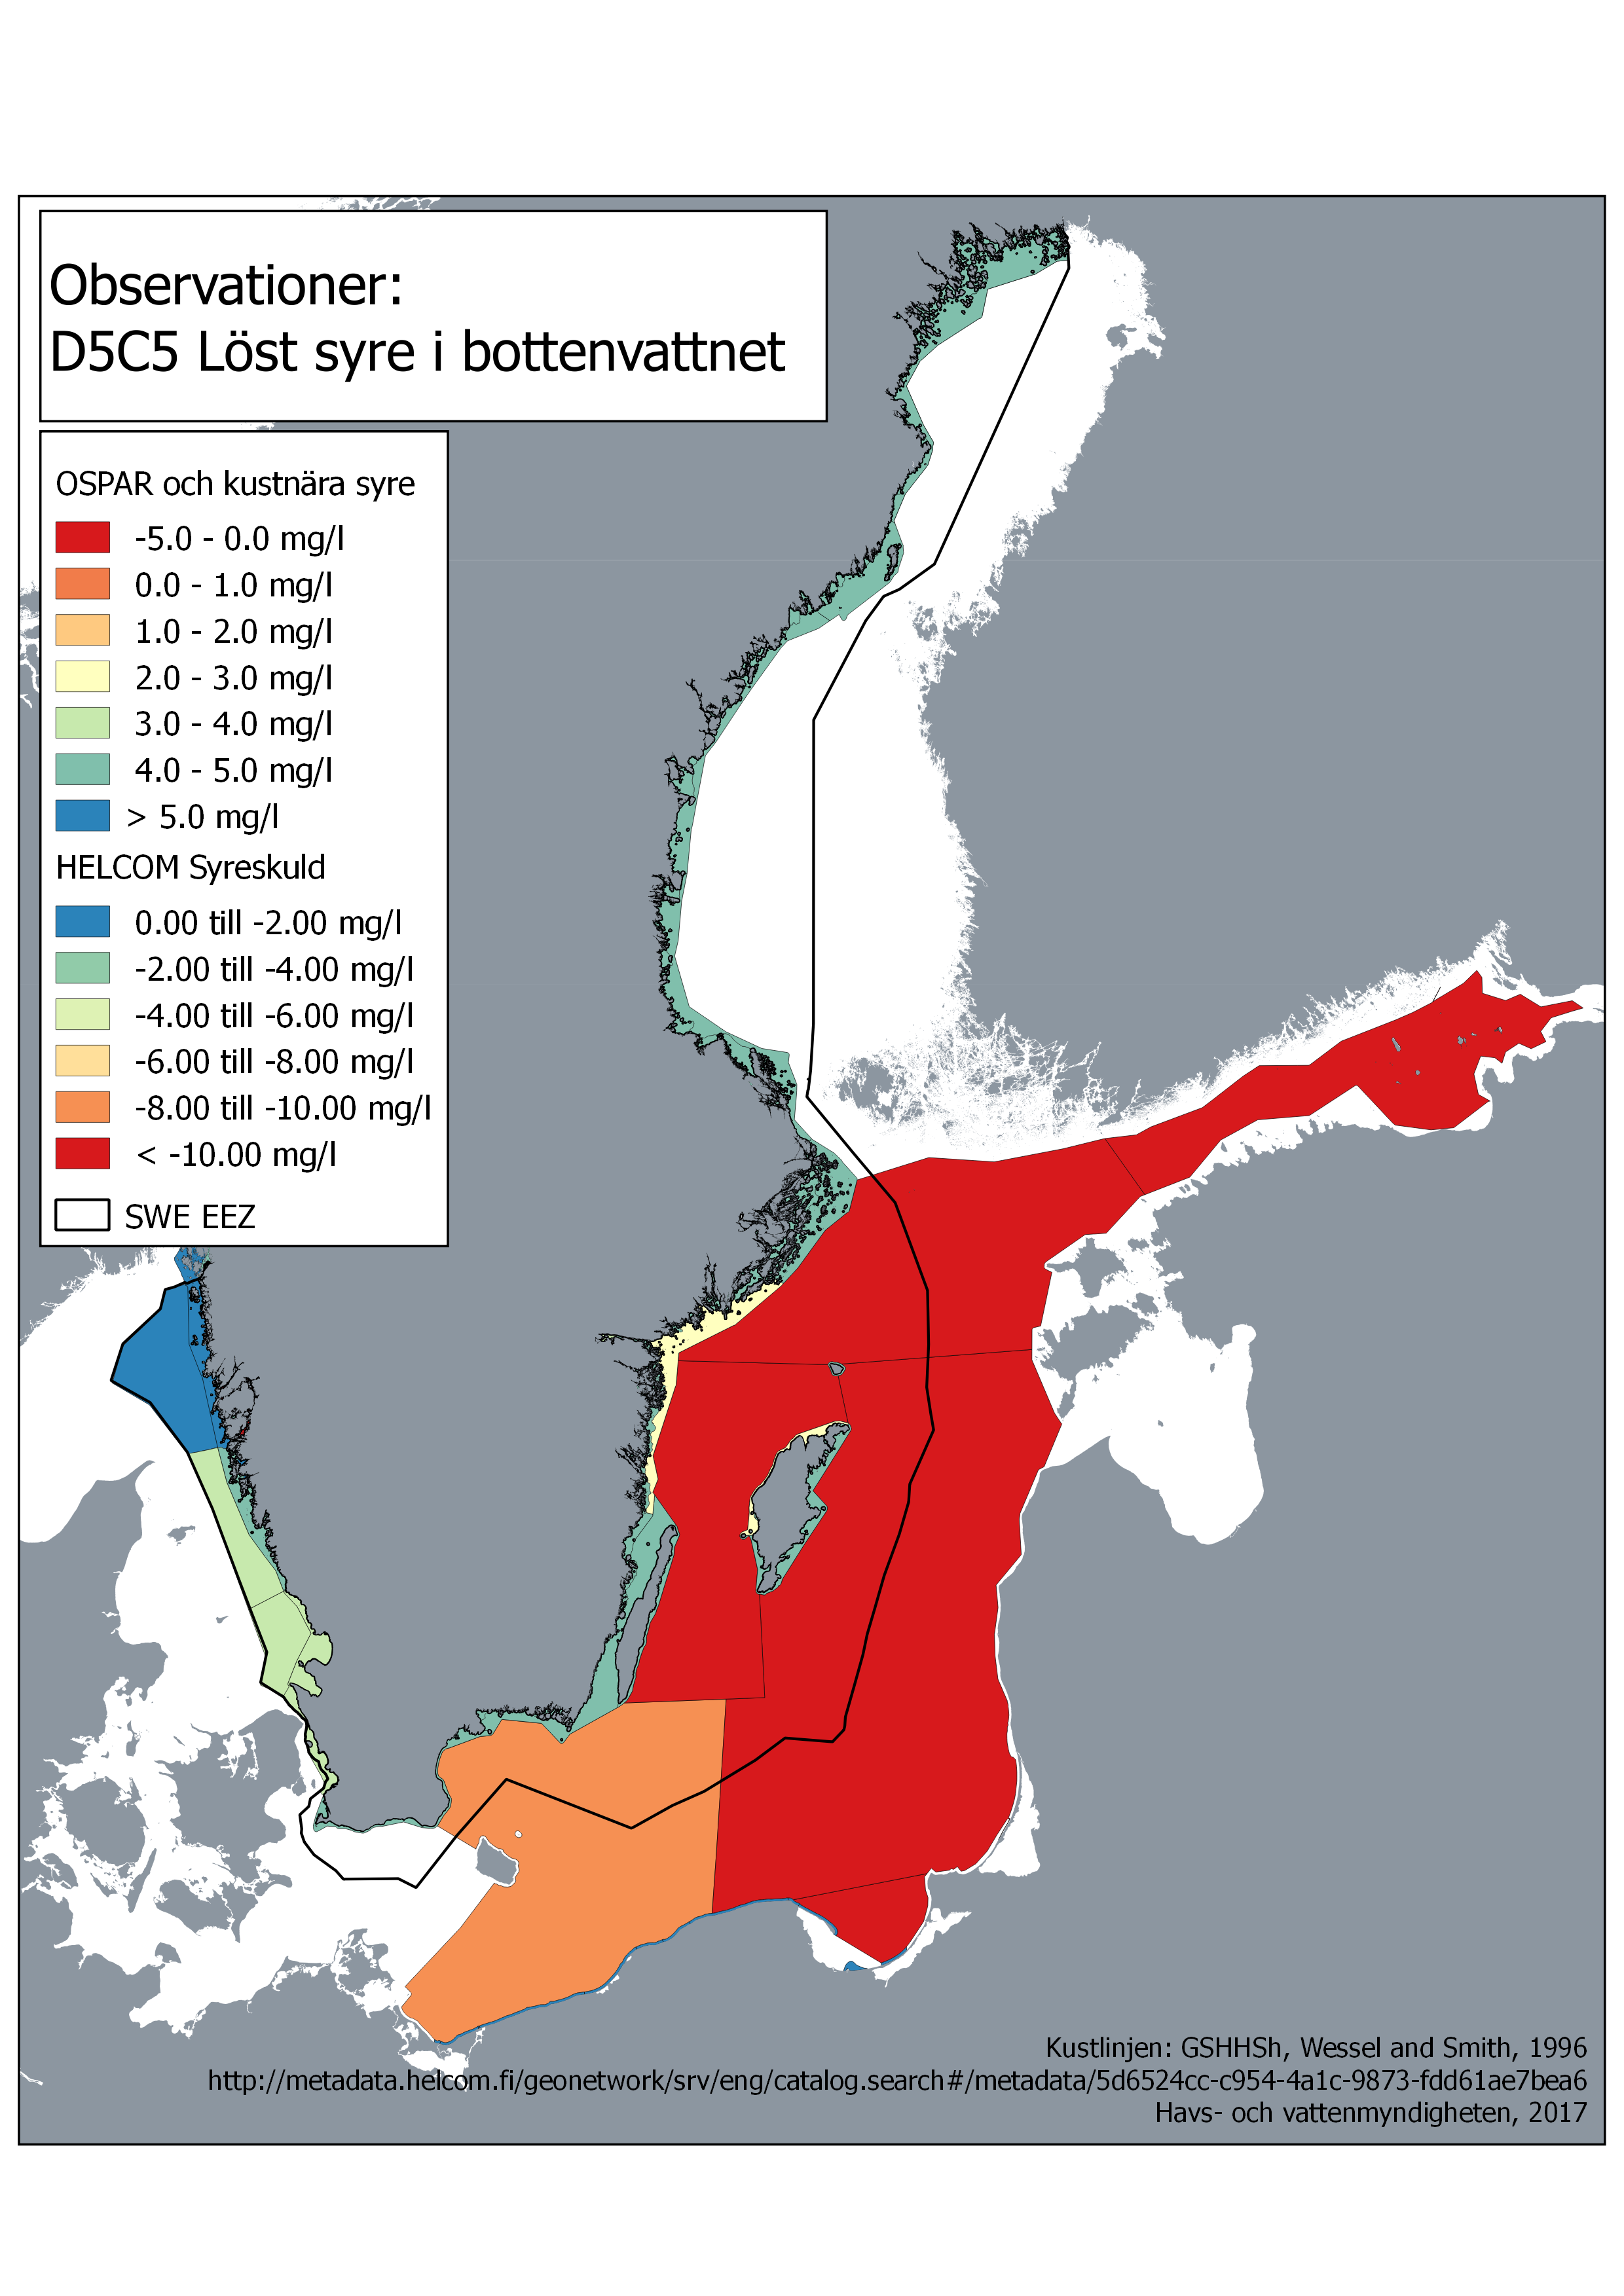 Observationer:
D5C5 Löst syre i bottenvattnet
OSPAR och kustnära syre
-5.0 - 0.0 mg/l
0.0 - 1.0 mg/l
1.0 - 2.0 mg/l
2.0 - 3.0 mg/l
3.0 - 4.0 mg/l
4.0 - 5.0 mg/l
> 5.0 mg/l
HELCOM Syreskuld
0.00 till -2.00 mg/l
-2.00 till -4.00 mg/l
-4.00 till -6.00 mg/l
-6.00 till -8.00 mg/l
-8.00 till -10.00 mg/l
< -10.00 mg/l
SWE EEZ
Kustlinjen: GSHHSh, Wessel and Smith, 1996
http://metadata.helcom.fi/geonetwork/srv/eng/catalog.search#/metadata/5d6524cc-c954-4a1c-9873-fdd61ae7bea6
Havs- och vattenmyndigheten, 2017